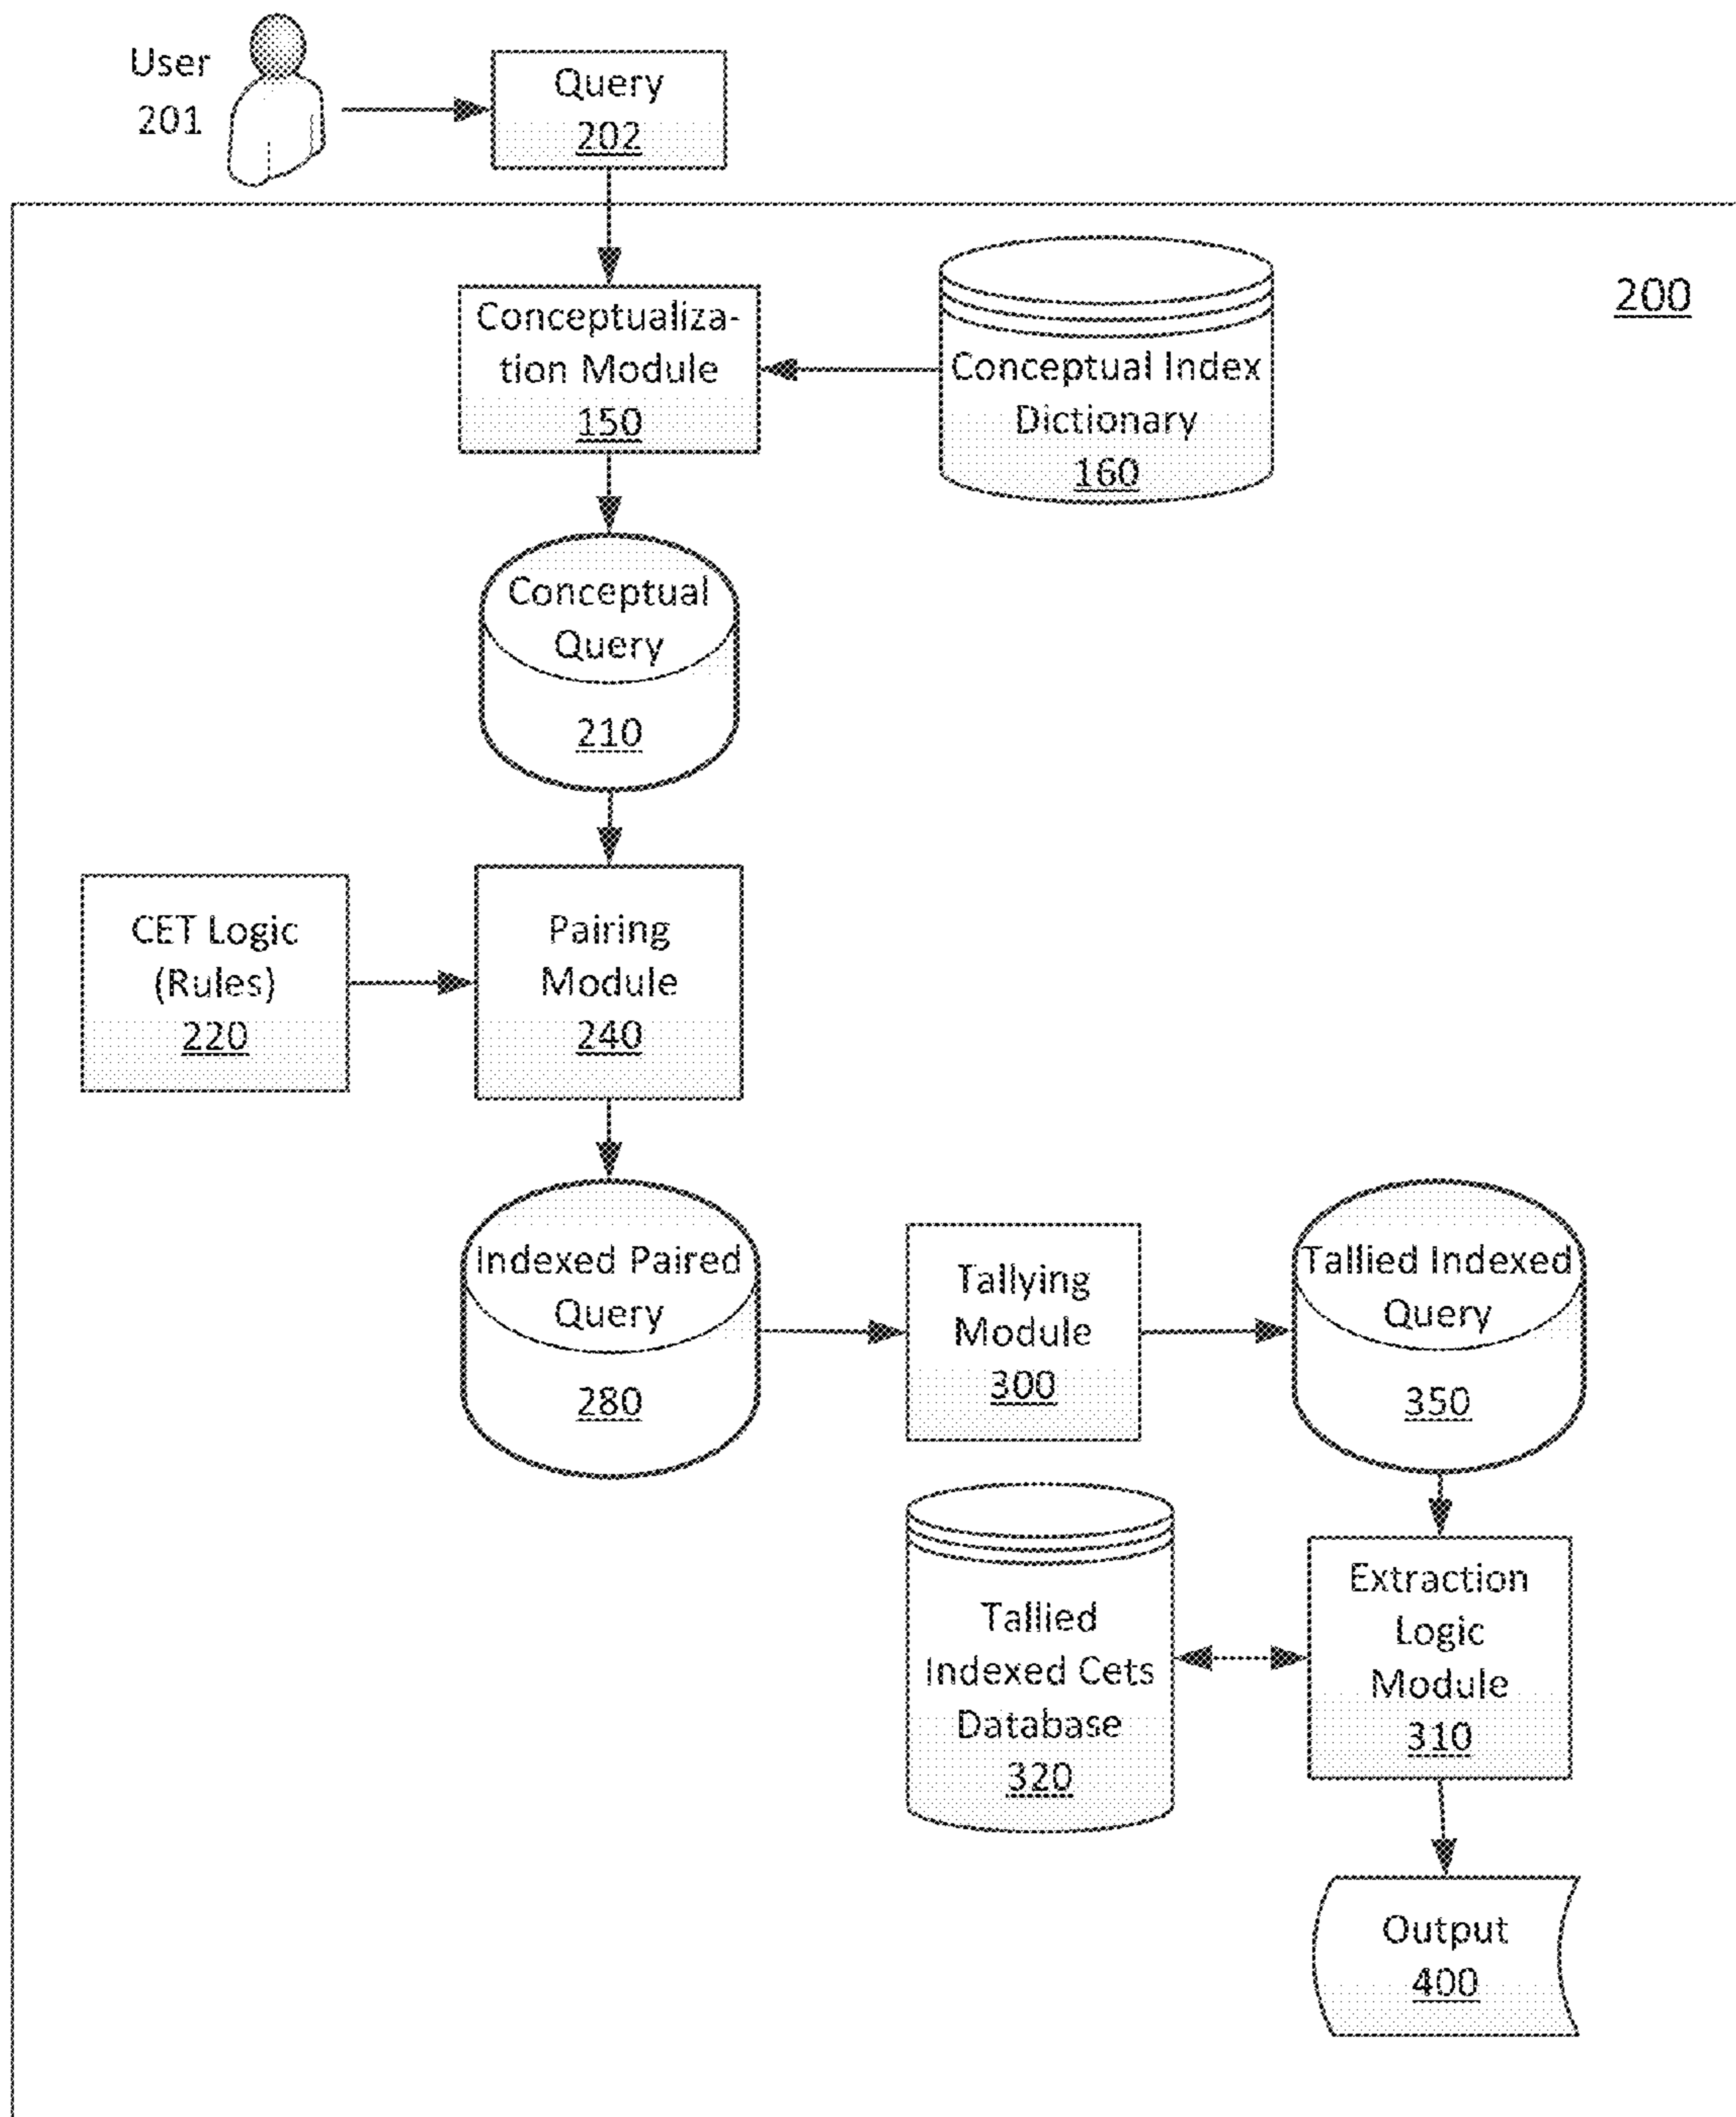 User
201
Query
202
200
Conceptualiza-
tion Module
150
Conceptual Index
Dictionary
160
Conceptual
Query
210
CET Logic
(Rules)
220
Pairing
Module
240
Indexed Paired
Query
280
Tallying
Module
300
Tallied Indexed
Query
350
Tallied
Indexed Cets
Database
320
Extraction
Logic
Module
310
Output
400